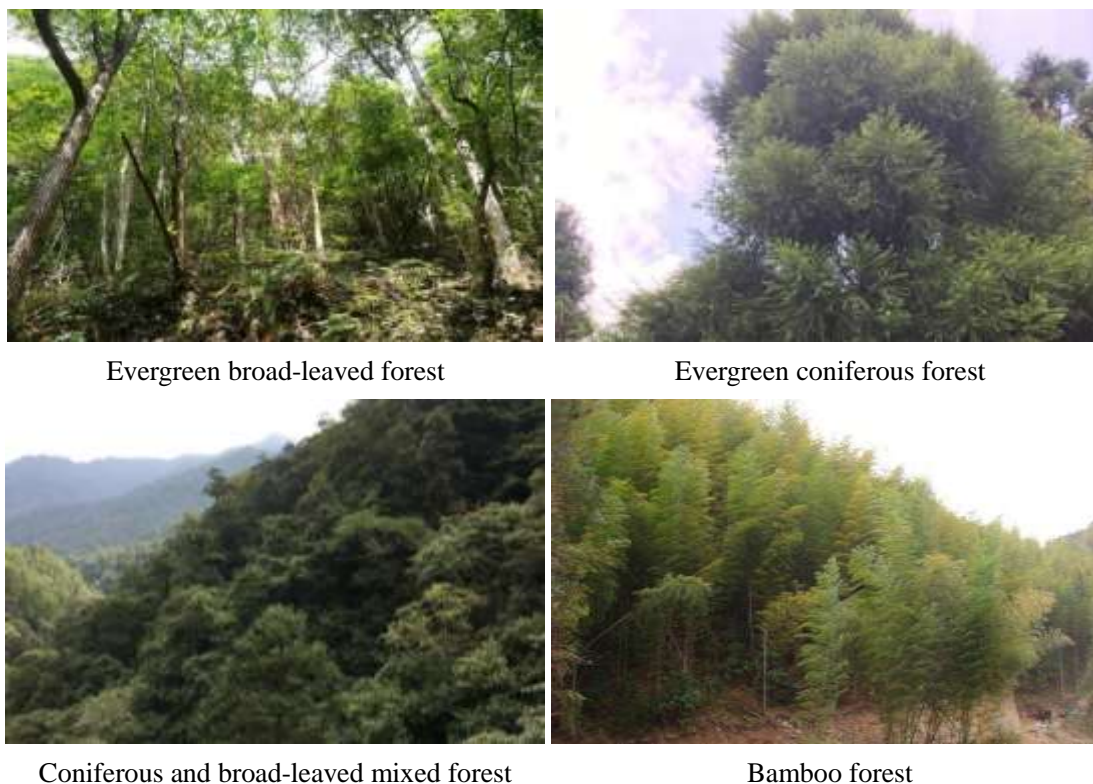 Evergreen broad-leaved forest
Evergreen coniferous forest
Coniferous and broad-leaved mixed forest
Bamboo forest